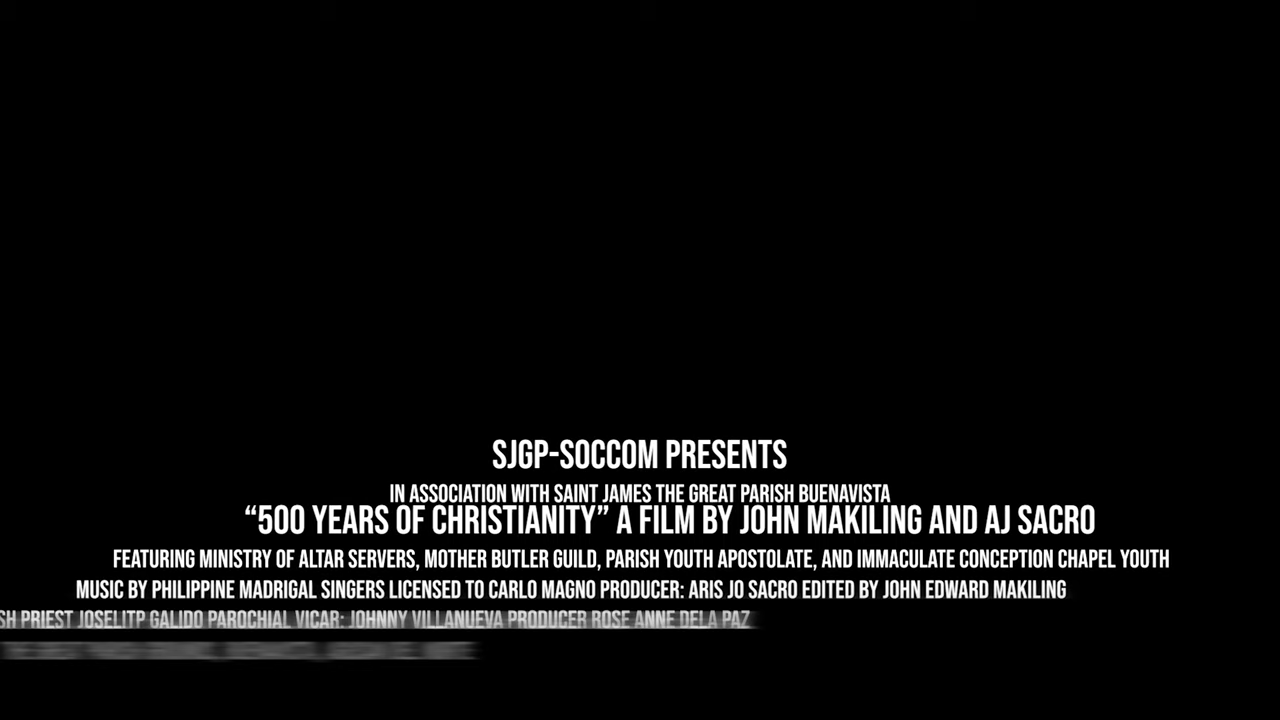 SJGP-SOCCOM PRESENTS
IN ASSOCIATION WITH SAINT JAMES THE GREAT PARISH BUENAVISTA
“500 YEARS OF CHRISTIANITY” A FILM BY JOHN MAKILING AND AJ SACRO
FEATURING MINISTRY OF ALTAR SERVERS, MOTHER BUTLER GUILD, PARISH YOUTH APOSTOLATE, AND IMMACULATE CONCEPTION CHAPEL YOUTH
MUSIC BY PHILIPPINE MADRIGAL SINGERS LICENSED TO CARLO MAGNO PRODUCER: ARIS JO SACRO EDITED BY JOHN EDWARD MAKILING
SH PRIEST JOSELITP GALIDO PAROCHIAL VICAR: JOHNNY VILLANUEVA PRODUCER ROSE ANNE DELA PAZ